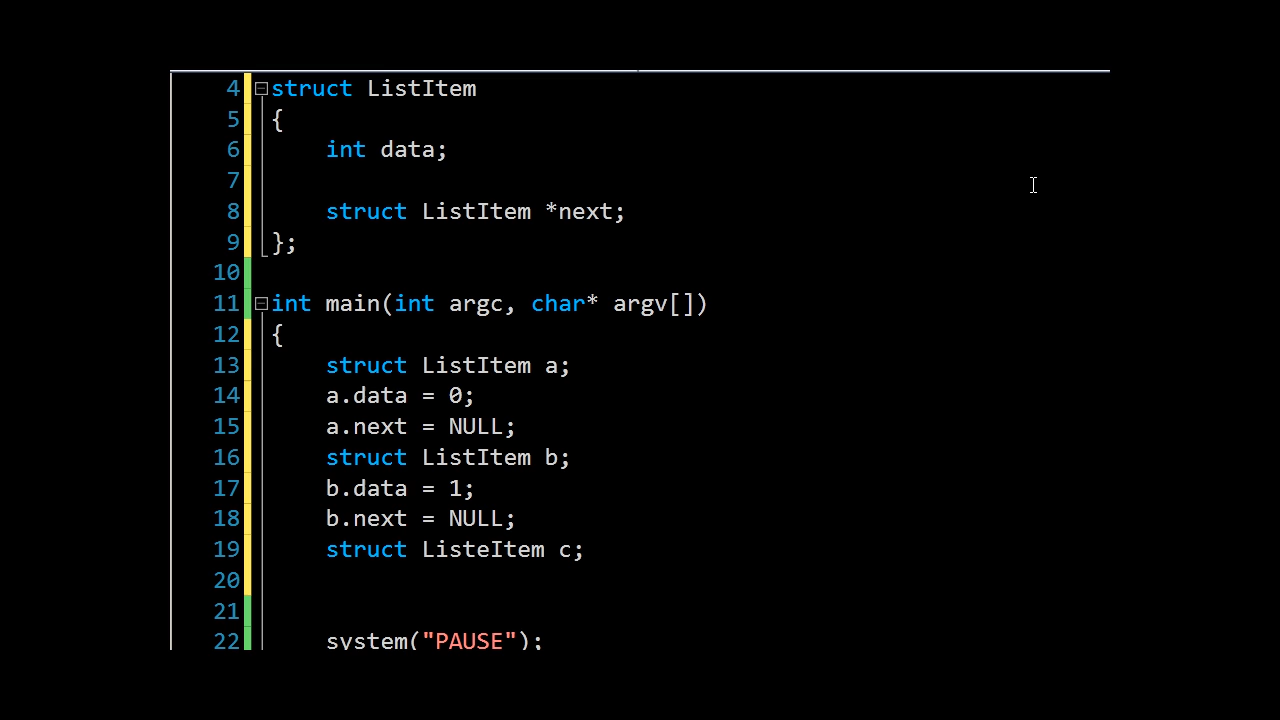 4 struct ListItem
5 {
6 int data;
7
8 struct ListItem *next;
9 };
10
11 int main(int argc, char* argv[])
12 {
13 struct ListItem a;
14 a.data = 0;
15 a.next = NULL;
16 struct ListItem b;
17 b.data = 1;
18 b.next = NULL;
19 struct ListeItem c;
20
21
22 system("PAUSE");